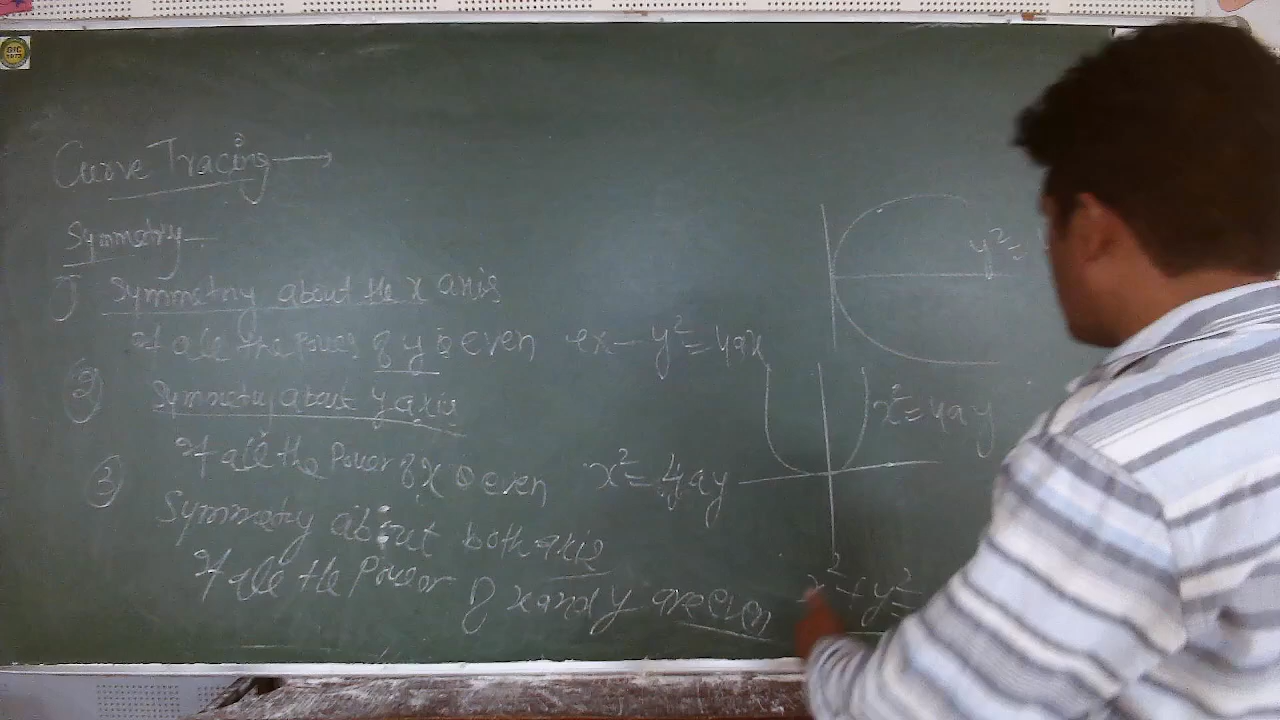 Curve Tracing →
Symmetry —
1) Symmetry about the x axis
If all the Power of y is even ex — y² = 4ax
2) Symmetry about y axis
If all the Power of x is even x² = 4ay
3) Symmetry about both axis
If all the Power of x and y are even x² + y² =
y² =
x² = 4ay